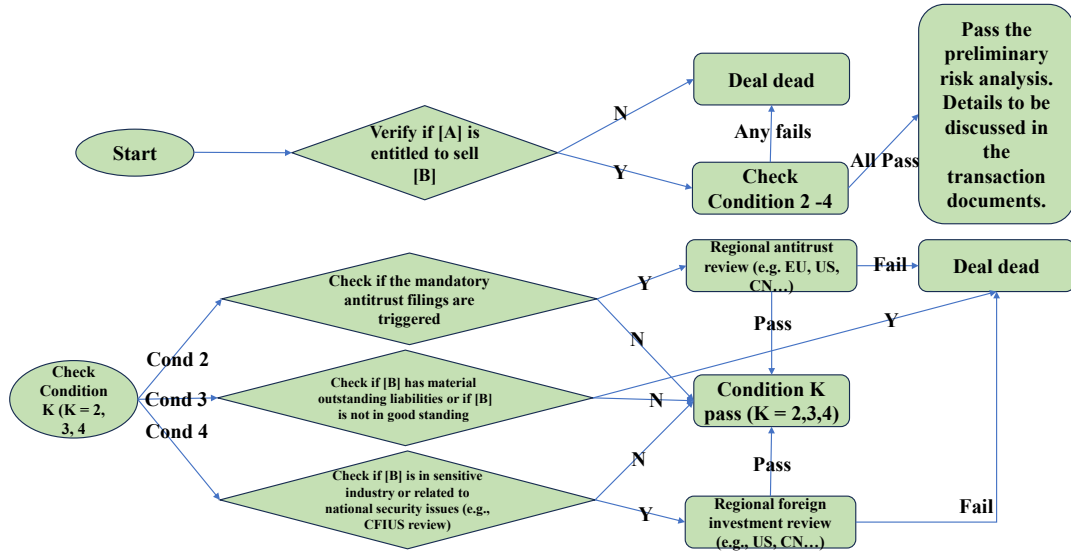 Start
Verify if [A] is
entitled to sell
[B]
N
Y
Deal dead
Any fails
Check
Condition 2 -4
All Pass
Pass the
preliminary
risk analysis.
Details to be
discussed in
the
transaction
documents.
Check
Condition
K (K = 2,
3, 4
Cond 2
Cond 3
Cond 4
Check if the mandatory
antitrust filings are
triggered
Y
N
Regional antitrust
review (e.g. EU, US,
CN…)
Fail
Deal dead
Pass
Check if [B] has material
outstanding liabilities or if [B]
is not in good standing
Y
N
Condition K
pass (K = 2,3,4)
Check if [B] is in sensitive
industry or related to
national security issues (e.g.,
CFIUS review)
N
Y
Pass
Regional foreign
investment review
(e.g., US, CN…)
Fail